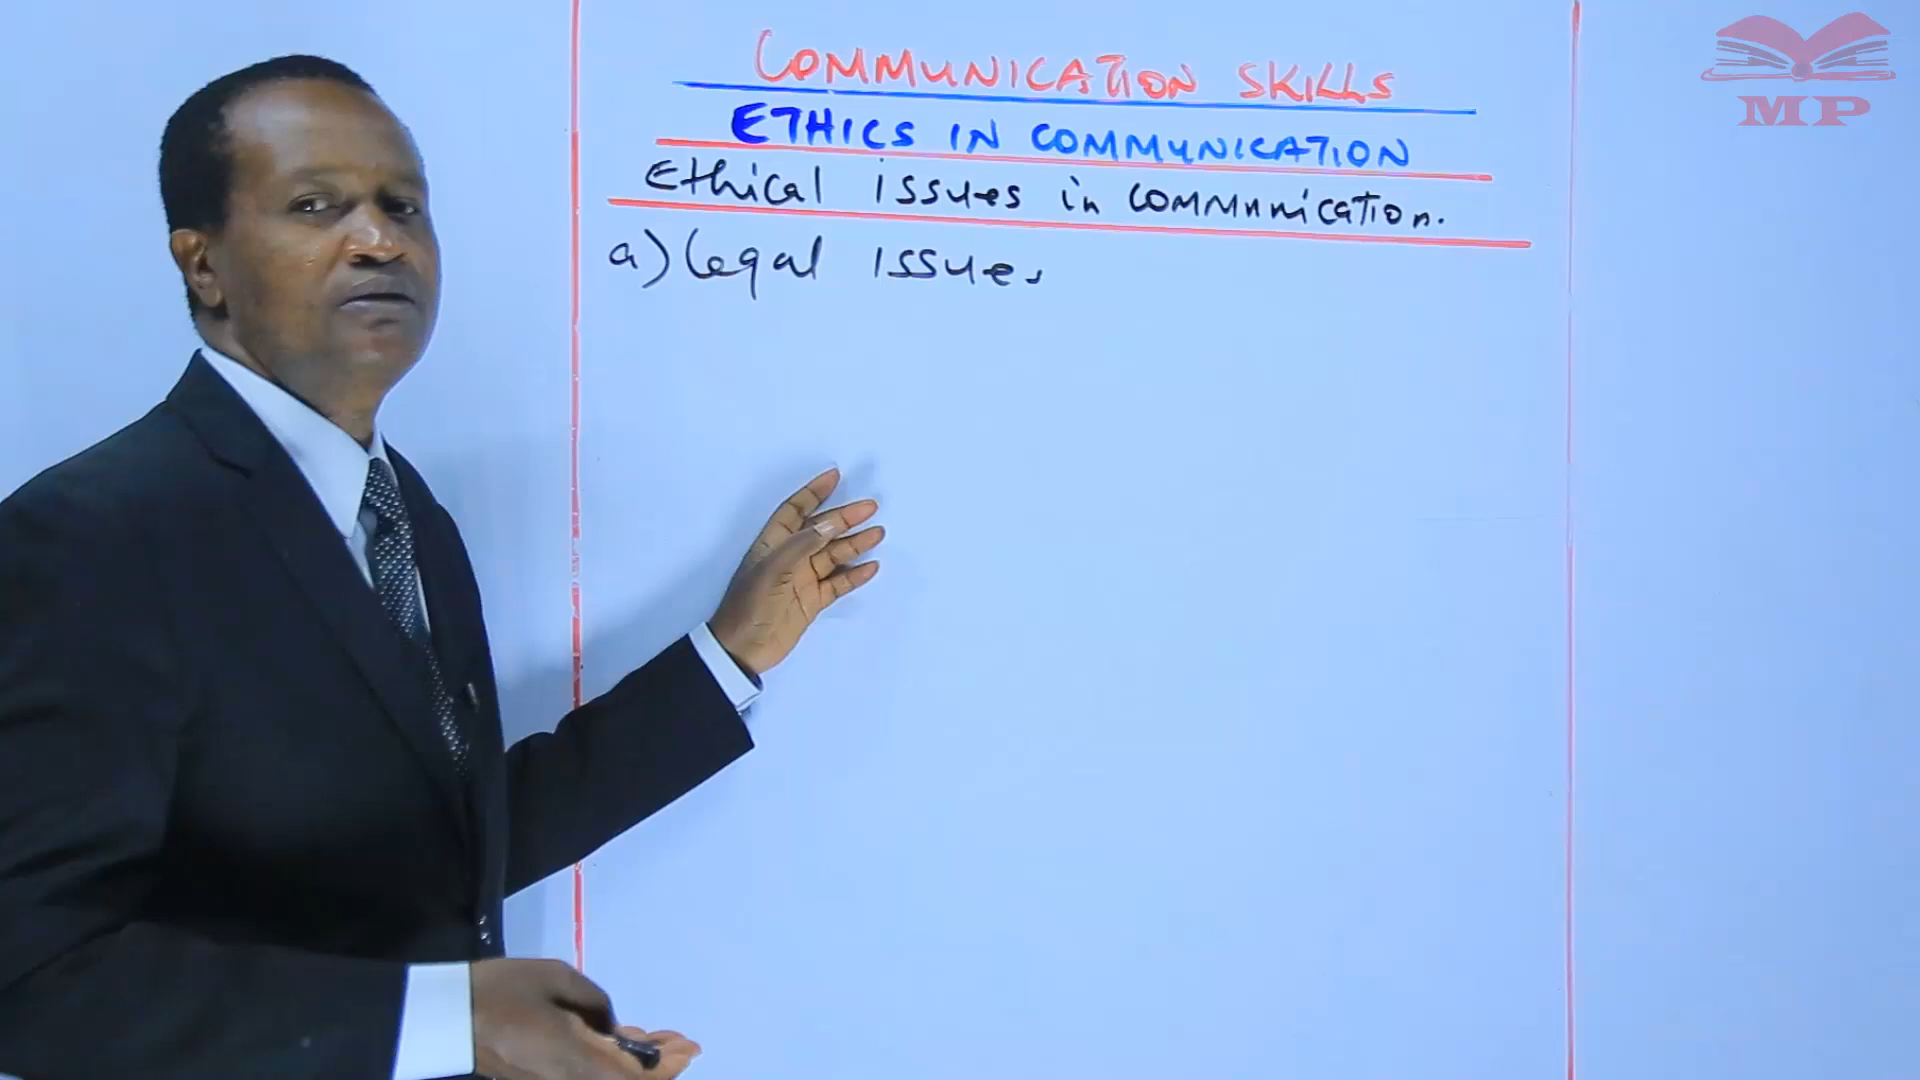 COMMUNICATION SKILLS
ETHICS IN COMMUNICATION
Ethical issues in communication.
a) Legal issues
MP